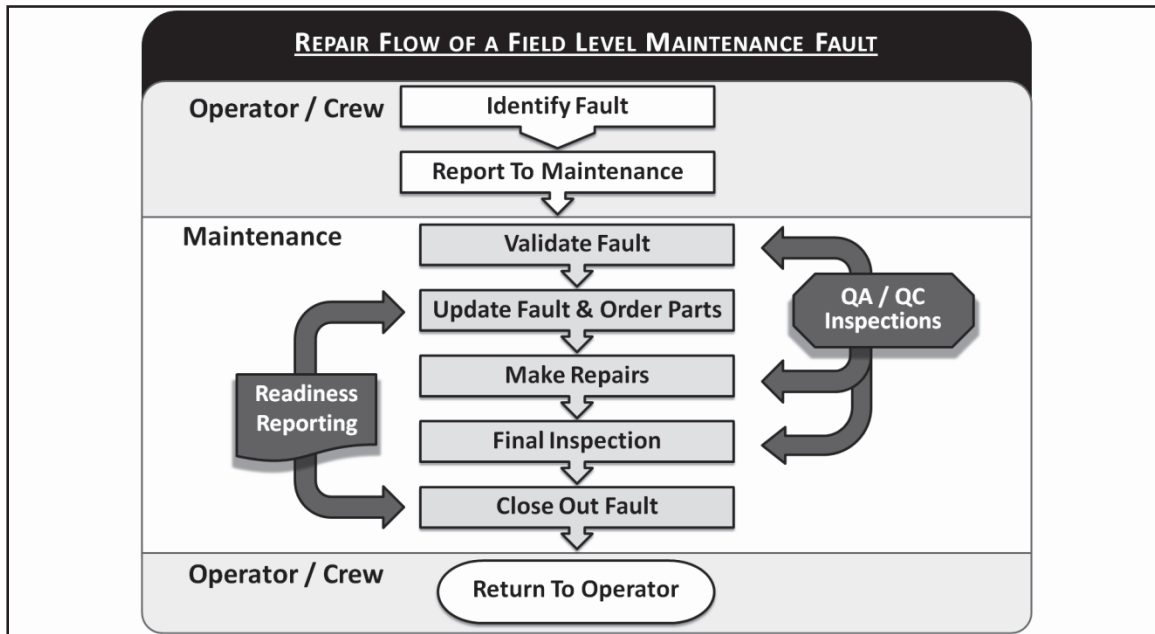 REPAIR FLOW OF A FIELD LEVEL MAINTENANCE FAULT
Operator / Crew
Identify Fault
Report To Maintenance
Maintenance
Validate Fault
Update Fault & Order Parts
Make Repairs
Final Inspection
Close Out Fault
Readiness
Reporting
QA / QC
Inspections
Operator / Crew
Return To Operator